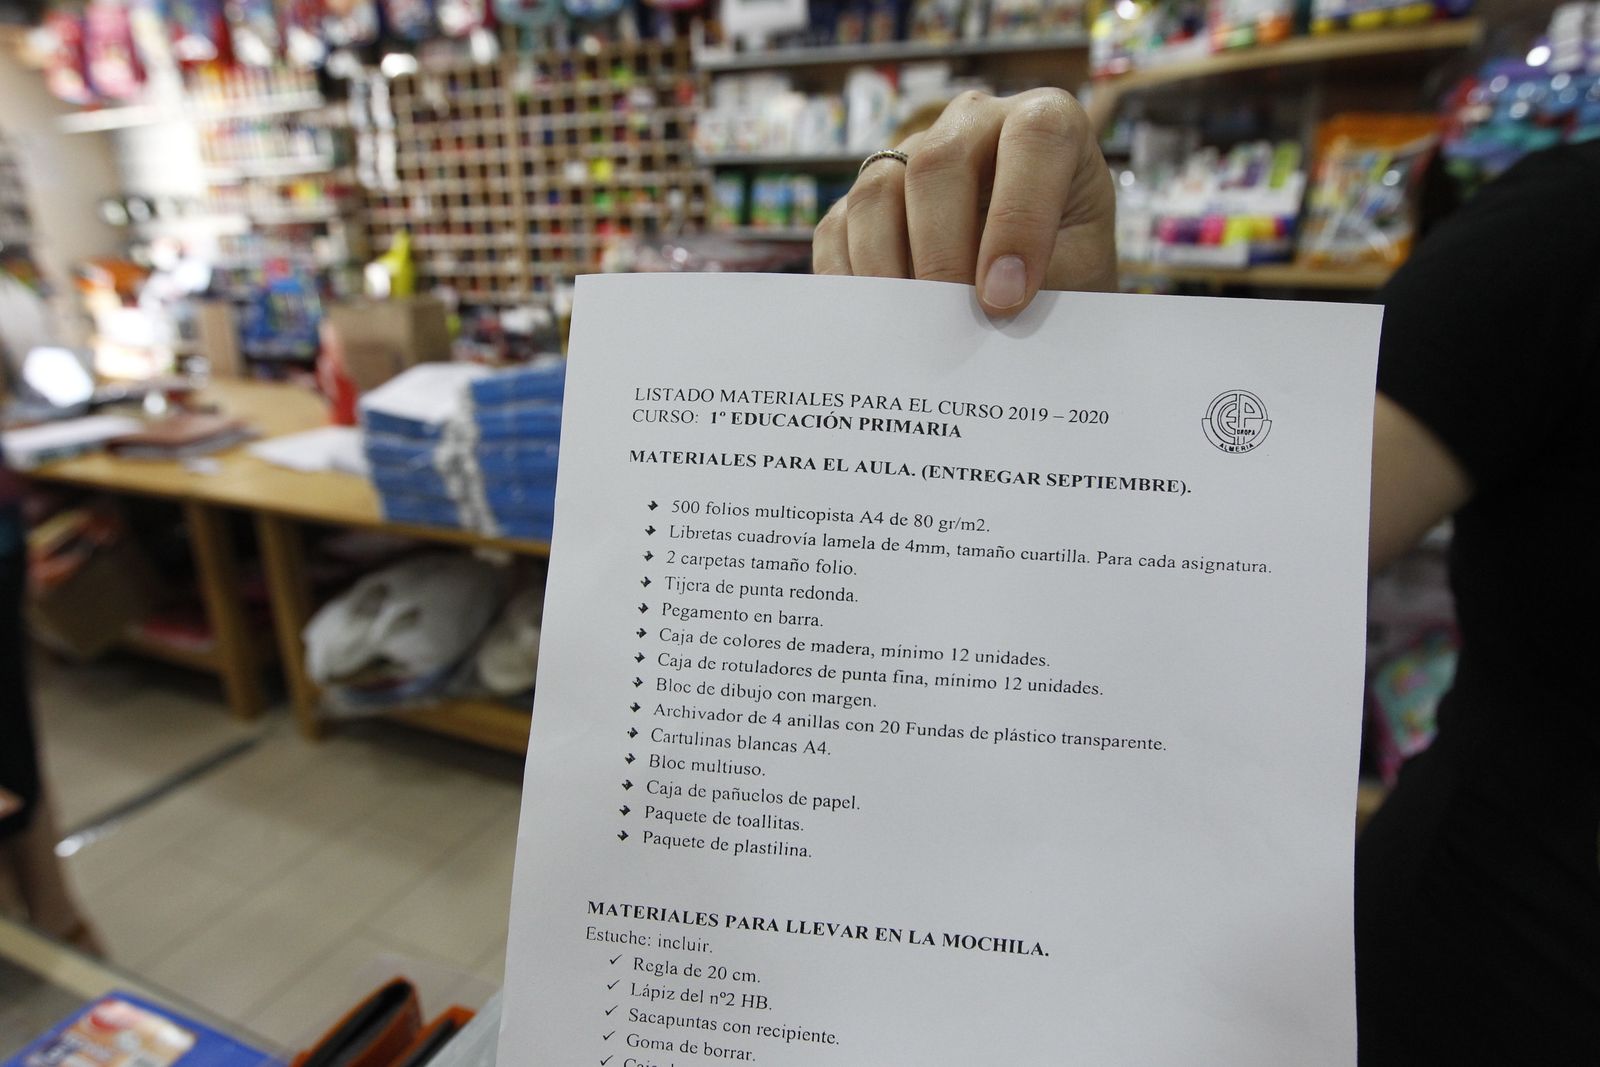 LISTADO MATERIALES PARA EL CURSO 2019 – 2020
CURSO: 1º EDUCACIÓN PRIMARIA
EUROPA
ALMERIA
MATERIALES PARA EL AULA. (ENTREGAR SEPTIEMBRE).
500 folios multicopista A4 de 80 gr/m2.
Libretas cuadrovía lamela de 4mm, tamaño cuartilla. Para cada asignatura.
2 carpetas tamaño folio.
Tijera de punta redonda.
Pegamento en barra.
Caja de colores de madera, mínimo 12 unidades.
Caja de rotuladores de punta fina, mínimo 12 unidades.
Bloc de dibujo con margen.
Archivador de 4 anillas con 20 Fundas de plástico transparente.
Cartulinas blancas A4.
Bloc multiuso.
Caja de pañuelos de papel.
Paquete de toallitas.
Paquete de plastilina.
MATERIALES PARA LLEVAR EN LA MOCHILA.
Estuche: incluir.
Regla de 20 cm.
Lápiz del nº2 HB.
Sacapuntas con recipiente.
Goma de borrar.